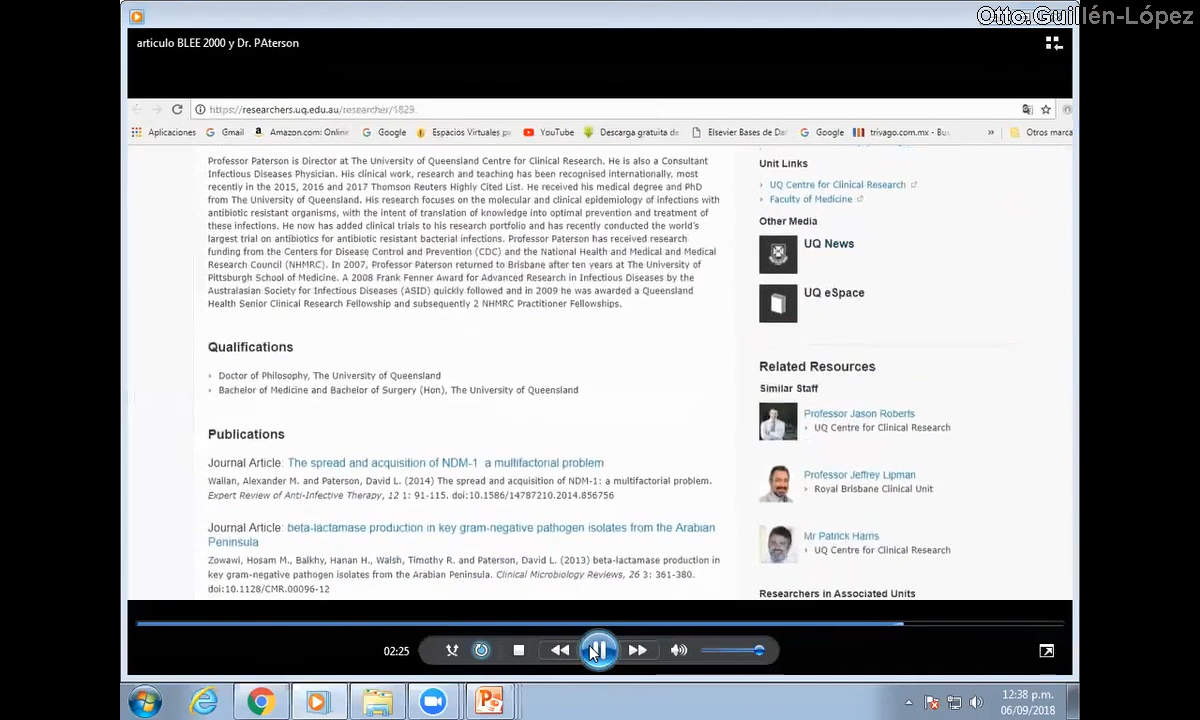 Otto.Guillén-López
articulo BLEE 2000 y Dr. PAterson
https://researchers.uq.edu.au/researcher/1829
Aplicaciones Gmail Amazon.com: Online Google Espacios Virtuales pa YouTube Descarga gratuita de Elsevier Bases de Dat Google trivago.com.mx - Bu » Otros marca
Professor Paterson is Director at The University of Queensland Centre for Clinical Research. He is also a Consultant
Infectious Diseases Physician. His clinical work, research and teaching has been recognised internationally, most
recently in the 2015, 2016 and 2017 Thomson Reuters Highly Cited List. He received his medical degree and PhD
from The University of Queensland. His research focuses on the molecular and clinical epidemiology of infections with
antibiotic resistant organisms, with the intent of translation of knowledge into optimal prevention and treatment of
these infections. He now has added clinical trials to his research portfolio and has recently conducted the world's
largest trial on antibiotics for antibiotic resistant bacterial infections. Professor Paterson has received research
funding from the Centers for Disease Control and Prevention (CDC) and the National Health and Medical and Medical
Research Council (NHMRC). In 2007, Professor Paterson returned to Brisbane after ten years at The University of
Pittsburgh School of Medicine. A 2008 Frank Fenner Award for Advanced Research in Infectious Diseases by the
Australasian Society for Infectious Diseases (ASID) quickly followed and in 2009 he was awarded a Queensland
Health Senior Clinical Research Fellowship and subsequently 2 NHMRC Practitioner Fellowships.
Qualifications
Doctor of Philosophy, The University of Queensland
Bachelor of Medicine and Bachelor of Surgery (Hon), The University of Queensland
Publications
Journal Article: The spread and acquisition of NDM-1 a multifactorial problem
Wailan, Alexander M. and Paterson, David L. (2014) The spread and acquisition of NDM-1: a multifactorial problem.
Expert Review of Anti-Infective Therapy, 12 1: 91-115. doi:10.1586/14787210.2014.856756
Journal Article: beta-lactamase production in key gram-negative pathogen isolates from the Arabian
Peninsula
Zowawi, Hosam M., Balkhy, Hanan H., Walsh, Timothy R. and Paterson, David L. (2013) beta-lactamase production in
key gram-negative pathogen isolates from the Arabian Peninsula. Clinical Microbiology Reviews, 26 3: 361-380.
doi:10.1128/CMR.00096-12
Unit Links
UQ Centre for Clinical Research
Faculty of Medicine
Other Media
UQ News
UQ eSpace
Related Resources
Similar Staff
Professor Jason Roberts
UQ Centre for Clinical Research
Professor Jeffrey Lipman
Royal Brisbane Clinical Unit
Mr Patrick Harris
UQ Centre for Clinical Research
Researchers in Associated Units
02:25
12:38 p.m.
06/09/2018